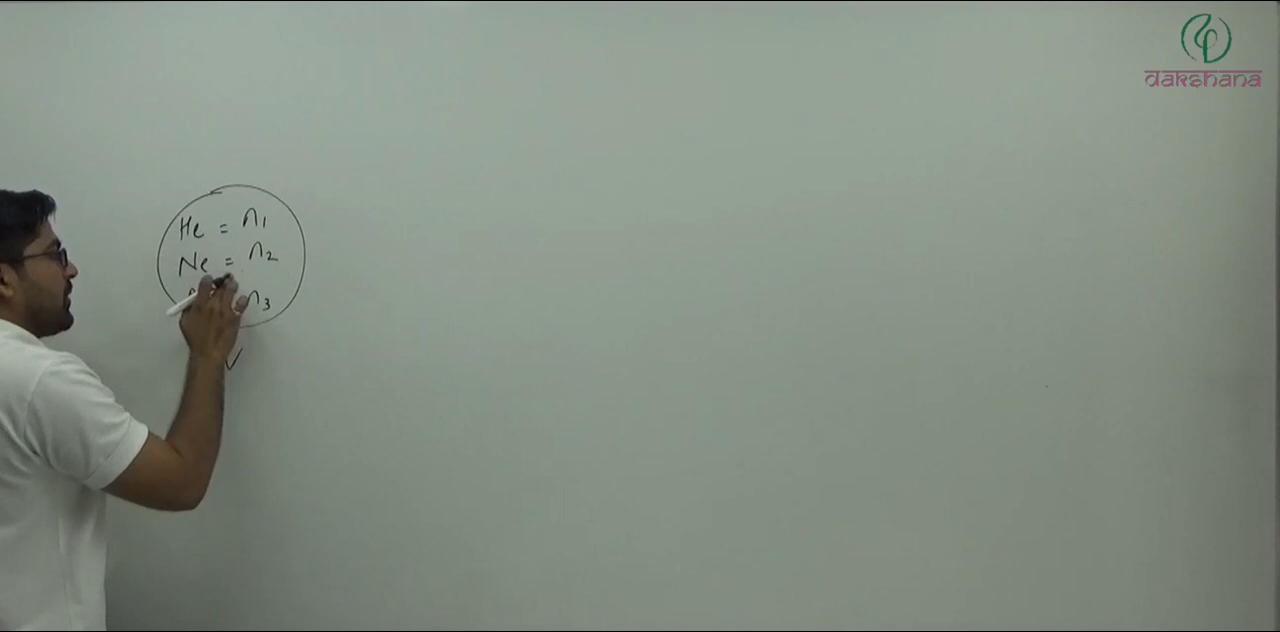 dakshana
He = n1
Ne = n2
n3
V